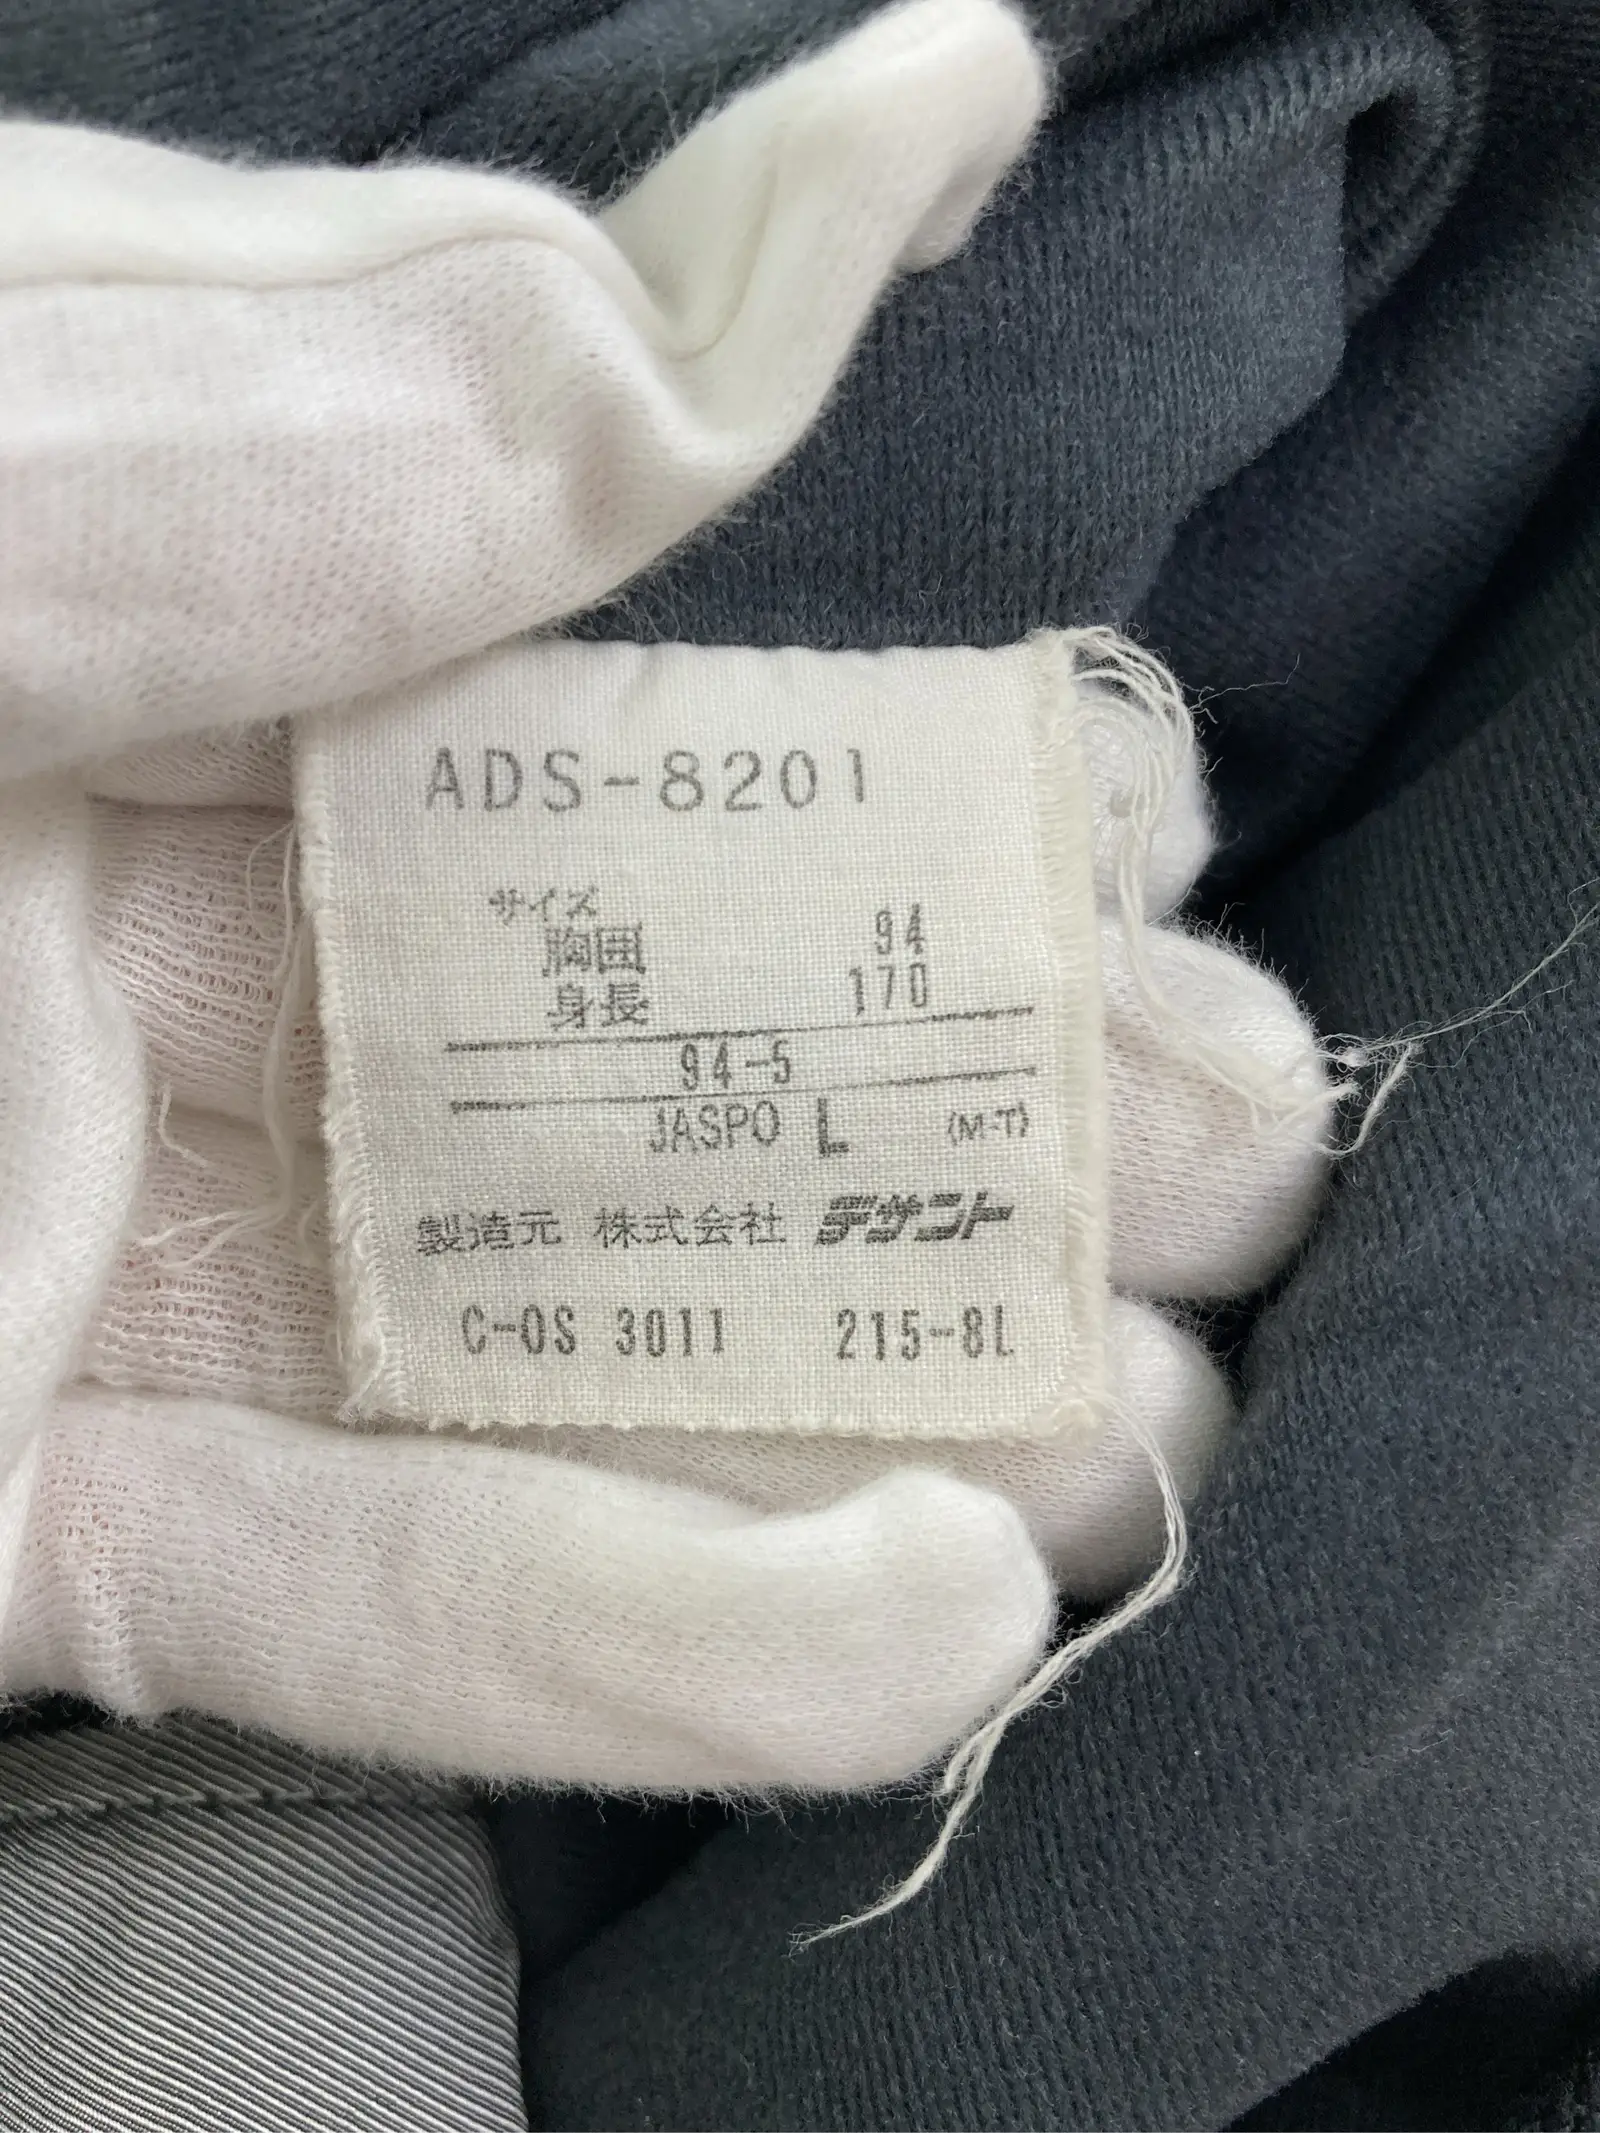 ADS-8201
サイズ
胸囲 94
身長 170
94-5
JASPO L (M-T)
製造元 株式会社 デサント
C-OS 3011 215-8L